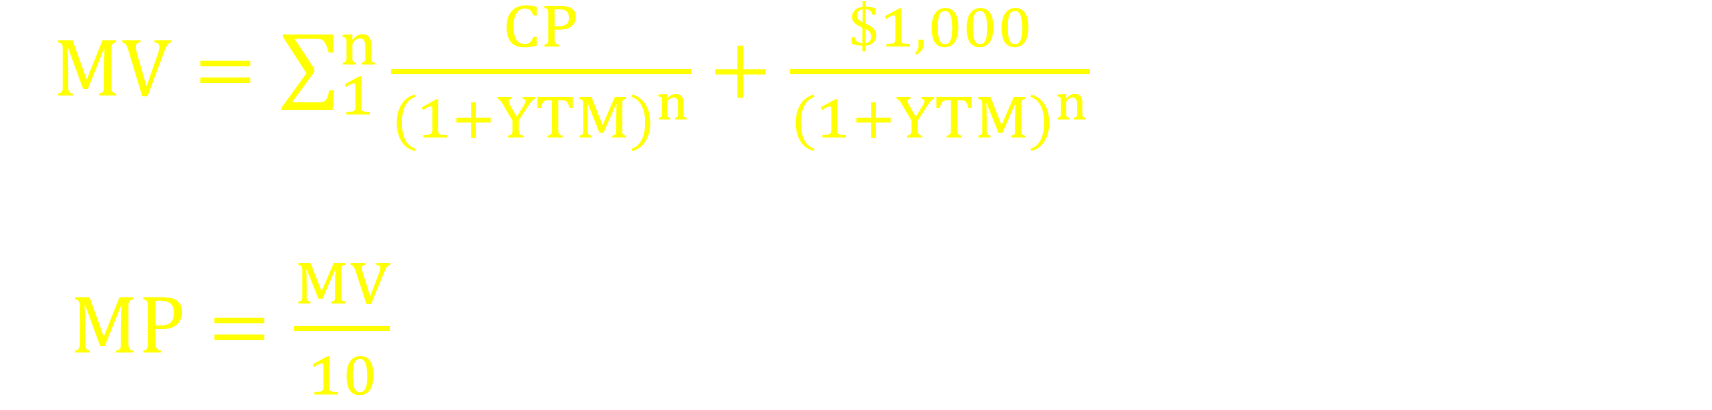 MV = ∑₁ⁿ CP/(1+YTM)ⁿ + $1,000/(1+YTM)ⁿ
MP = MV/10